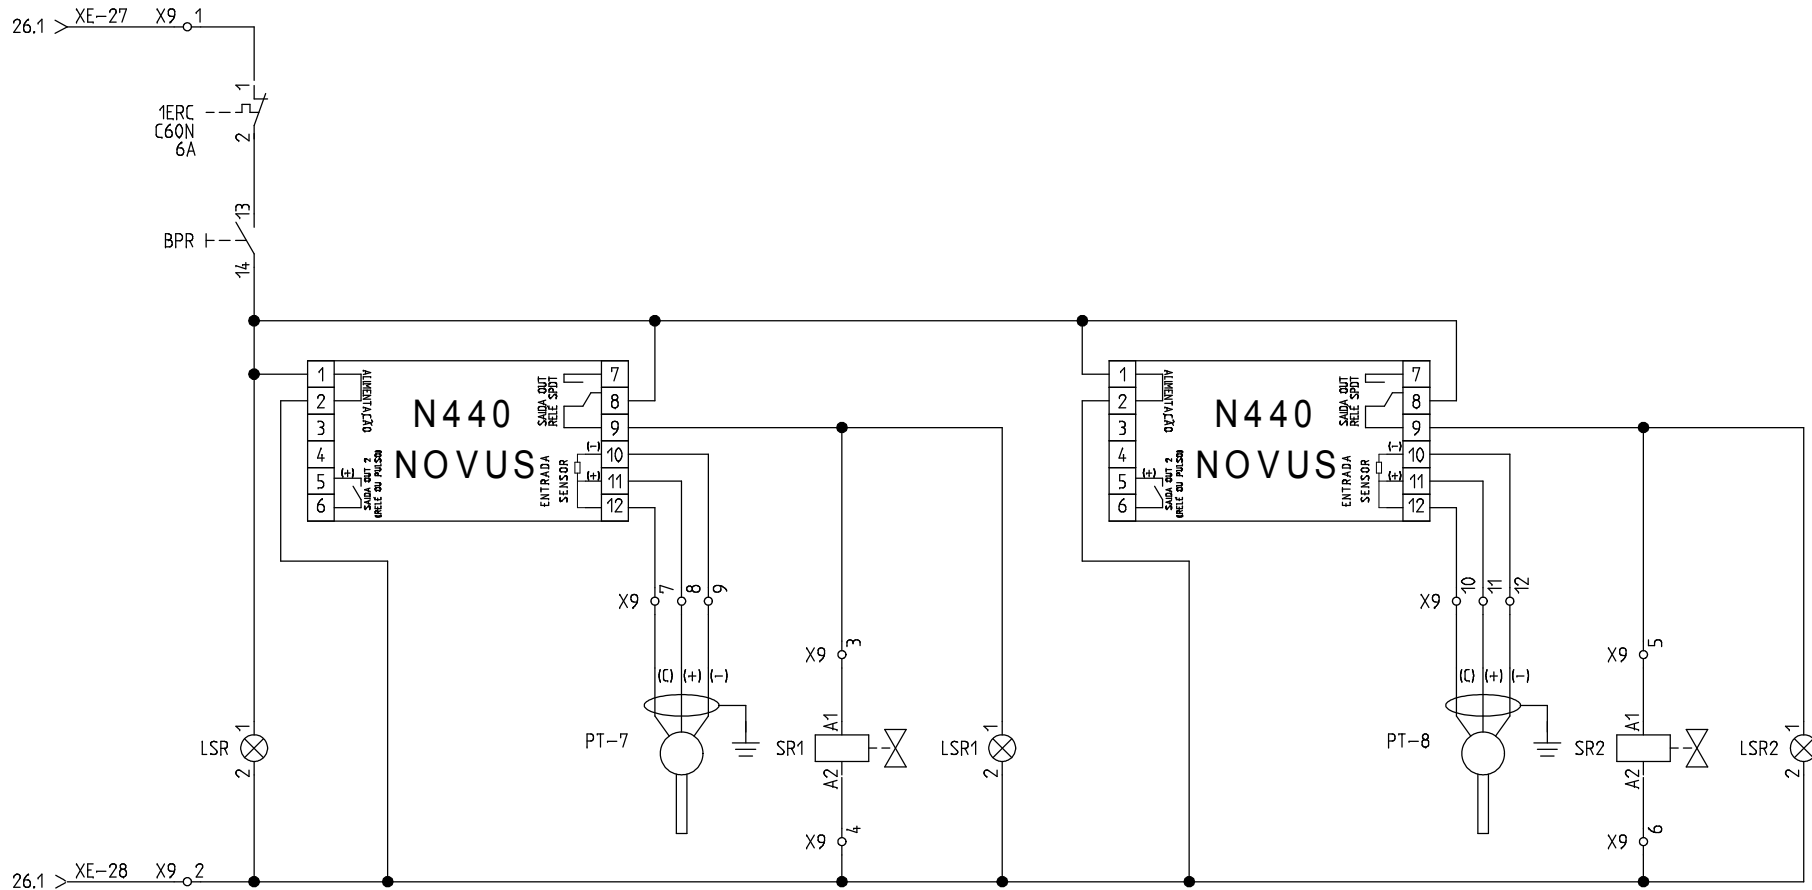 26.1 XE-27 X9 1
1
1ERC
C60N
6A
2
13
BPR
14
1
2
3
4
5
6
ALIMENTAÇÃO
(+)
SAIDA OUT 2
(RELÉ OU PULSO)
N440
NOVUS
SAIDA OUT
RELÉ SPDT
(-)
(+)
ENTRADA
SENSOR
7
8
9
10
11
12
1
2
3
4
5
6
ALIMENTAÇÃO
(+)
SAIDA OUT 2
(RELÉ OU PULSO)
N440
NOVUS
SAIDA OUT
RELÉ SPDT
(-)
(+)
ENTRADA
SENSOR
7
8
9
10
11
12
X9 7 8 9
X9 10 11 12
X9 3
X9 5
(C) (+) (-)
(C) (+) (-)
1
LSR
2
PT-7
A1
SR1
A2
1
LSR1
2
PT-8
A1
SR2
A2
1
LSR2
2
X9 4
X9 6
26.1 XE-28 X9 2